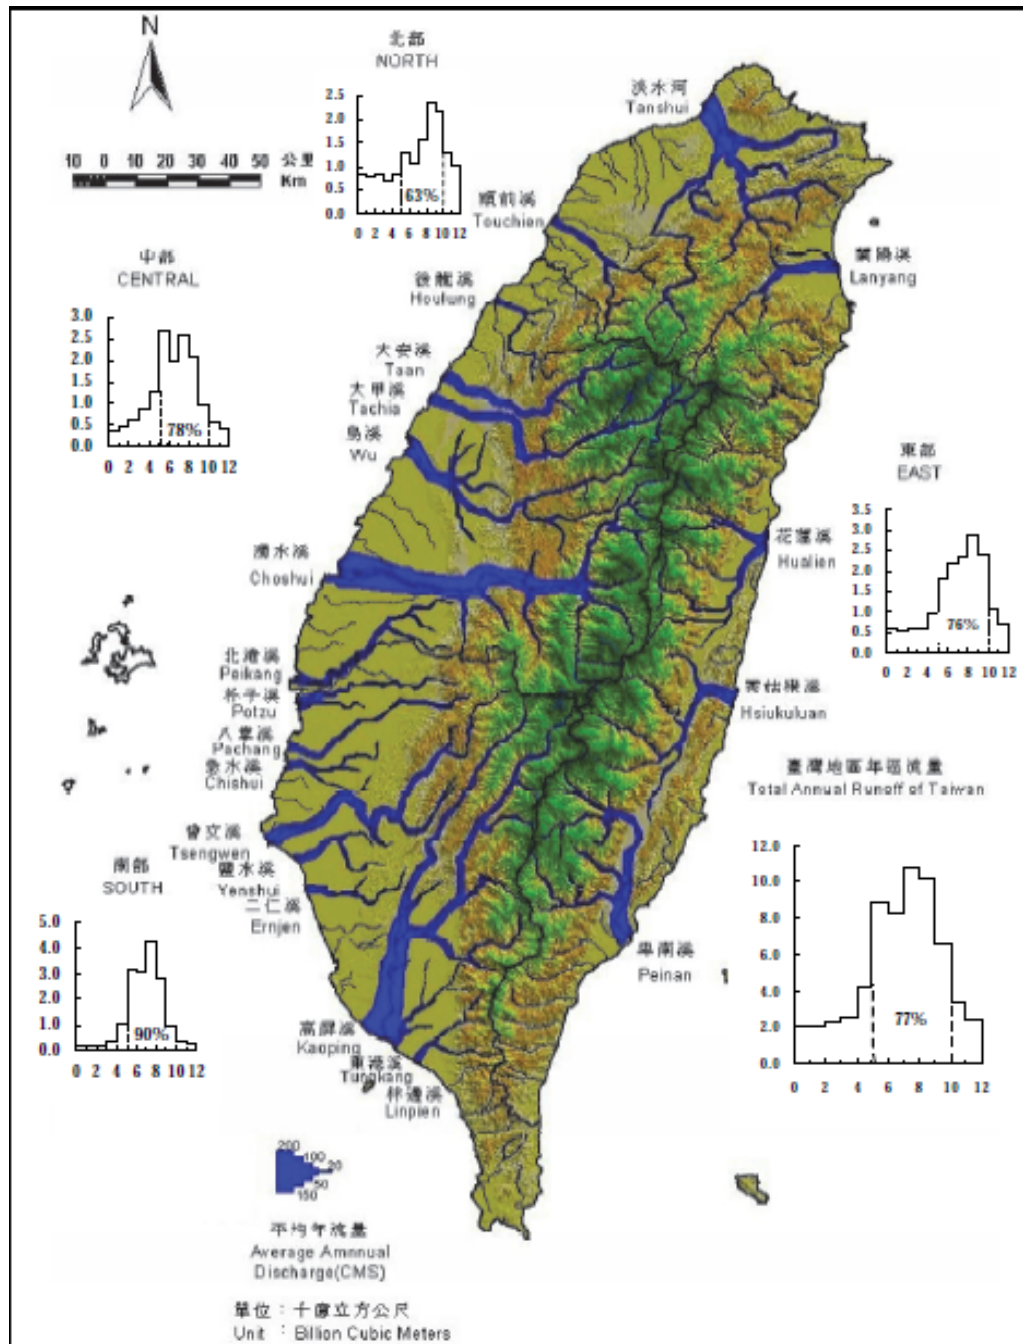 N
10 0 10 20 30 40 50 公里
Km
北部
NORTH
2.5
2.0
1.5
1.0
0.5
0.0
63%
0 2 4 6 8 10 12
中部
CENTRAL
3.0
2.5
2.0
1.5
1.0
0.5
0.0
78%
0 2 4 6 8 10 12
淡水河
Tanshui
頭前溪
Touchien
後龍溪
Houlung
大安溪
Taan
大甲溪
Tachia
烏溪
Wu
濁水溪
Choshui
北港溪
Peikang
朴子溪
Potzu
八掌溪
Pachang
急水溪
Chishui
曾文溪
Tsengwen
鹽水溪
Yenshui
二仁溪
Ernjen
高屏溪
Kaoping
東港溪
Tungkang
林邊溪
Linpien
蘭陽溪
Lanyang
花蓮溪
Hualien
秀姑巒溪
Hsiukuluan
卑南溪
Peinan
東部
EAST
3.5
3.0
2.5
2.0
1.5
1.0
0.5
0.0
76%
0 2 4 6 8 10 12
南部
SOUTH
5.0
4.0
3.0
2.0
1.0
0.0
90%
0 2 4 6 8 10 12
臺灣地區年逕流量
Total Annual Runoff of Taiwan
12.0
10.0
8.0
6.0
4.0
2.0
0.0
77%
0 2 4 6 8 10 12
200
100
20
50
150
平均年流量
Average Amnnual
Discharge(CMS)
單位：十億立方公尺
Unit : Billion Cubic Meters